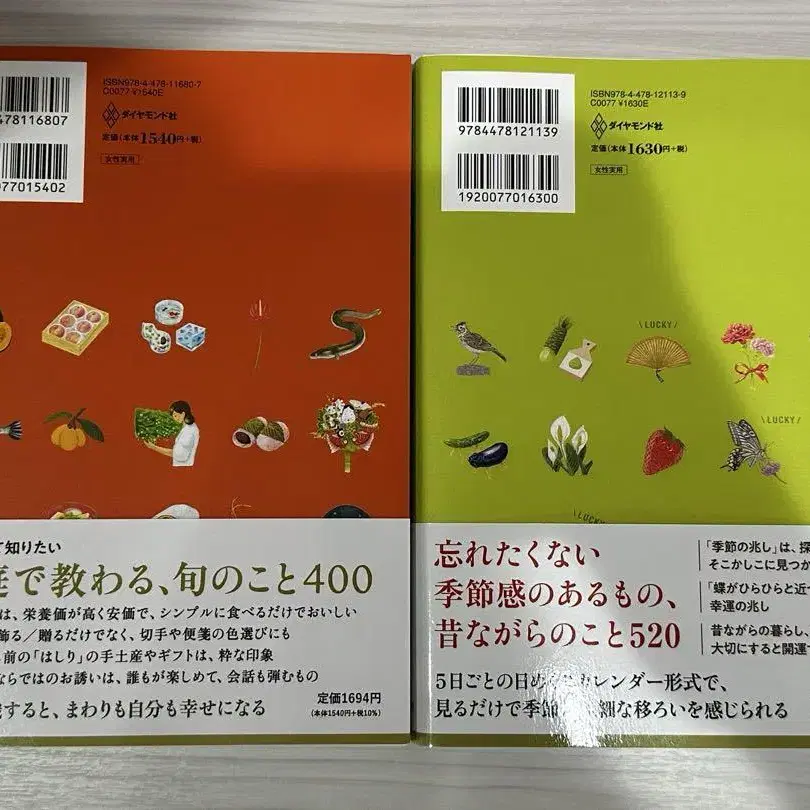 ISBN978-4-478-11680-7
C0077 ¥1540E
478116807
077015402
ダイヤモンド社
定価(本体1540円+税)
女性実用
て知りたい
で教わる、旬のこと400
は、栄養価が高く安価で、シンプルに食べるだけでおいしい
飾る／贈るだけでなく、切手や便箋の色選びにも
前の「はしり」の手土産やギフトは、粋な印象
ならではのお誘いは、誰もが楽しめて、会話も弾むもの
すると、まわりも自分も幸せになる
定価1694円
(本体1540円+税10%)
ISBN978-4-478-12113-9
C0077 ¥1630E
9784478121139
1920077016300
ダイヤモンド社
定価(本体1630円+税)
女性実用
LUCKY
LUCKY
LUCKY
忘れたくない
季節感のあるもの、
昔ながらのこと520
「季節の兆し」は、探
そこかしこに見つか
「蝶がひらひらと近
幸運の兆し
昔ながらの暮らし、
大切にすると開運
5日ごとの日め カレンダー形式で、
見るだけで季節 細な移ろいを感じられる